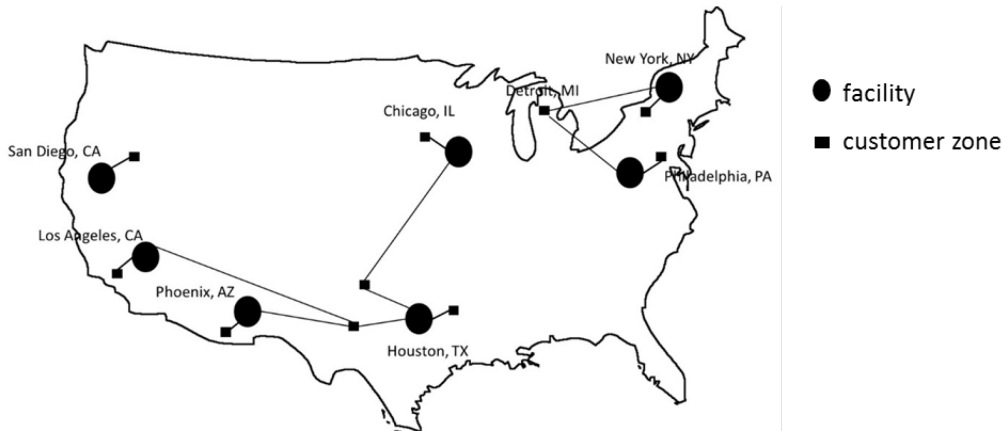 New York, NY
Detroit, MI
facility
Chicago, IL
customer zone
San Diego, CA
Philadelphia, PA
Los Angeles, CA
Phoenix, AZ
Houston, TX